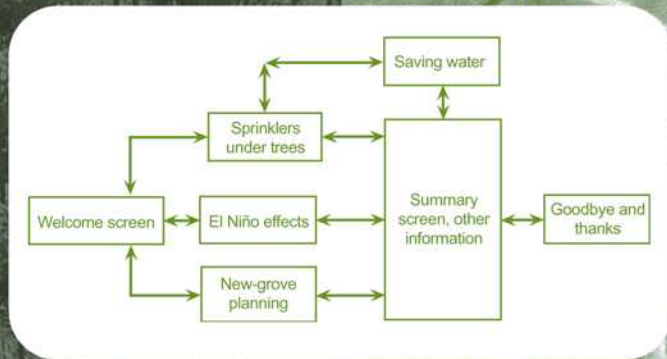 Saving water
Sprinklers
under trees
Welcome screen
El Niño effects
New-grove
planning
Summary
screen, other
information
Goodbye and
thanks